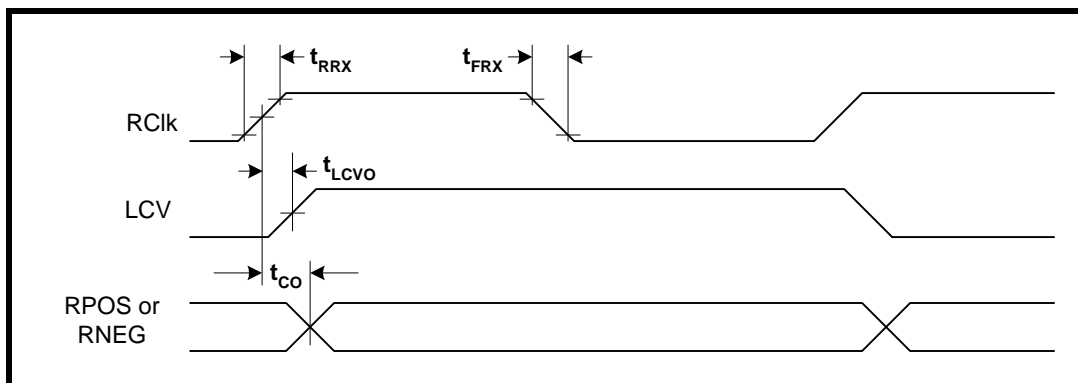 tRRX
tFRX
RClk
tLCVO
LCV
tCO
RPOS or
RNEG